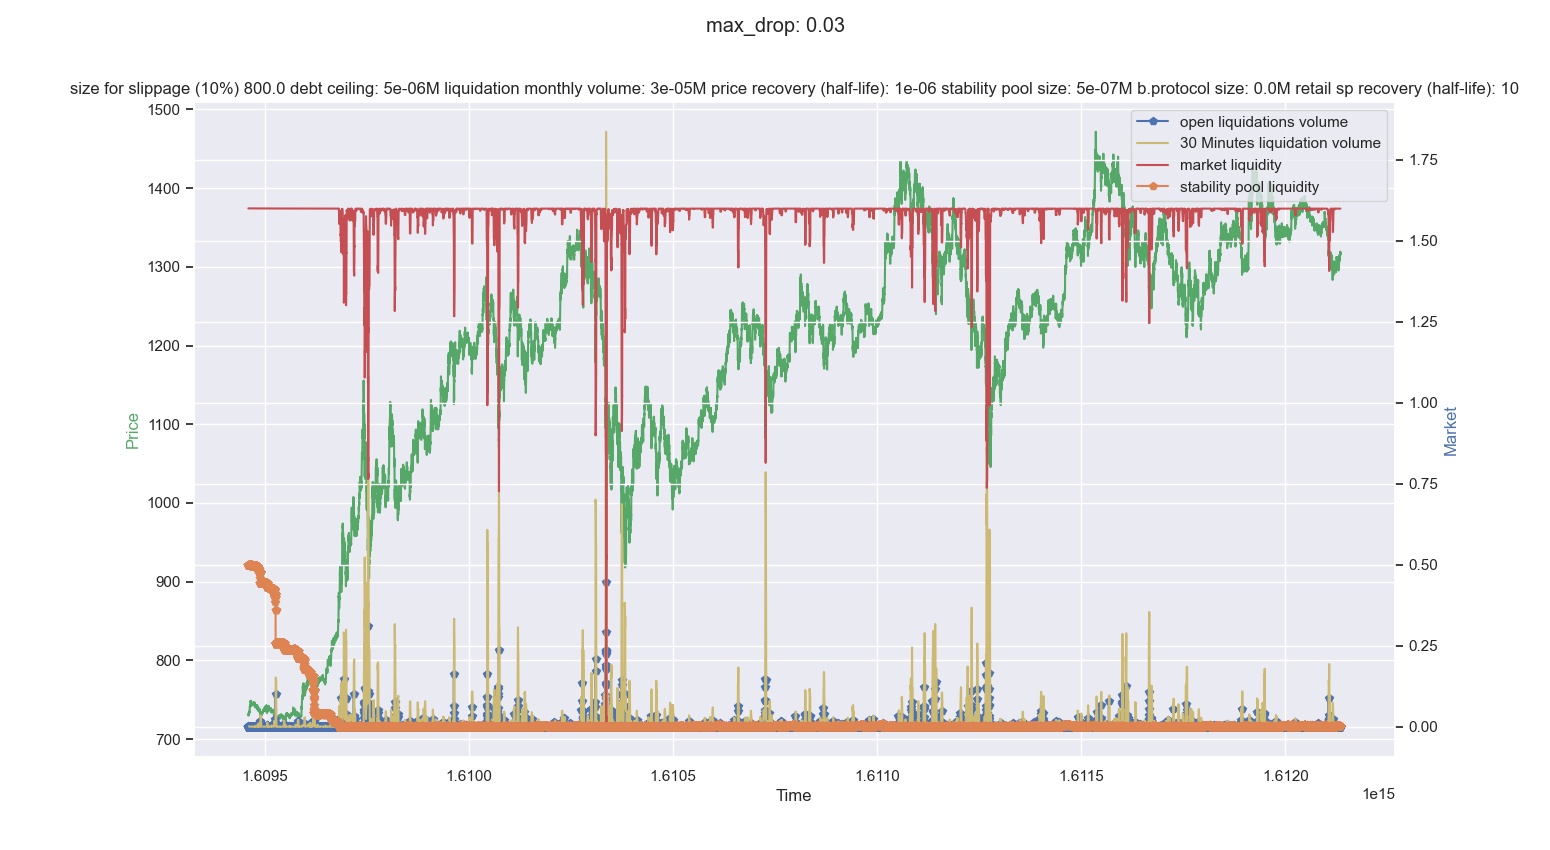 max_drop: 0.03
size for slippage (10%) 800.0 debt ceiling: 5e-06M liquidation monthly volume: 3e-05M price recovery (half-life): 1e-06 stability pool size: 5e-07M b.protocol size: 0.0M retail sp recovery (half-life): 10
open liquidations volume
30 Minutes liquidation volume
market liquidity
stability pool liquidity
1500
1400
1300
1200
1100
1000
900
800
700
Price
1.75
1.50
1.25
1.00
0.75
0.50
0.25
0.00
Market
1.6095 1.6100 1.6105 1.6110 1.6115 1.6120
1e15
Time